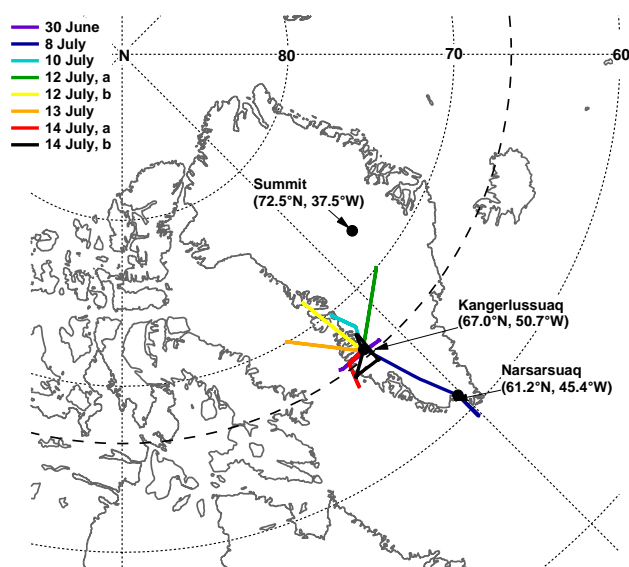 30 June
8 July
10 July
12 July, a
12 July, b
13 July
14 July, a
14 July, b
N
80
70
60
Summit
(72.5°N, 37.5°W)
Kangerlussuaq
(67.0°N, 50.7°W)
Narsarsuaq
(61.2°N, 45.4°W)